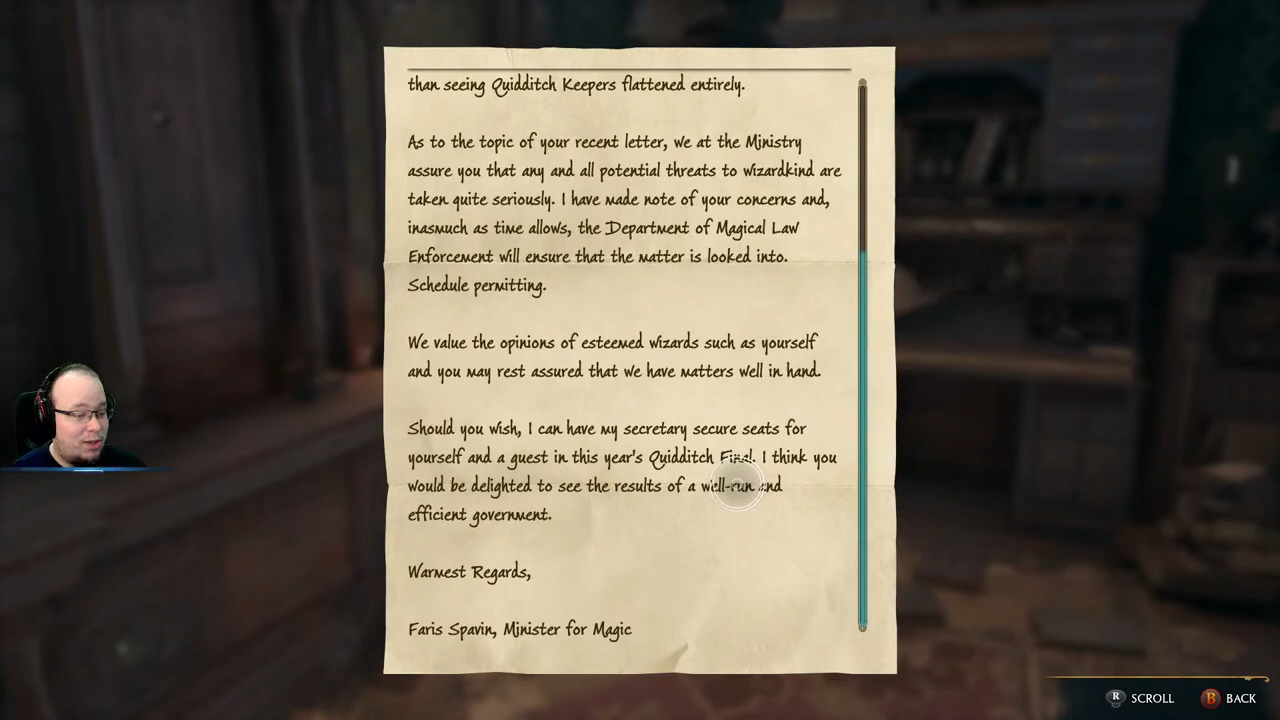 than seeing Quidditch Keepers flattened entirely.
As to the topic of your recent letter, we at the Ministry
assure you that any and all potential threats to wizardkind are
taken quite seriously. I have made note of your concerns and,
inasmuch as time allows, the Department of Magical Law
Enforcement will ensure that the matter is looked into.
Schedule permitting.
We value the opinions of esteemed wizards such as yourself
and you may rest assured that we have matters well in hand.
Should you wish, I can have my secretary secure seats for
yourself and a guest in this year's Quidditch Final. I think you
would be delighted to see the results of a well-run and
efficient government.
Warmest Regards,
Faris Spavin, Minister for Magic
R SCROLL B BACK